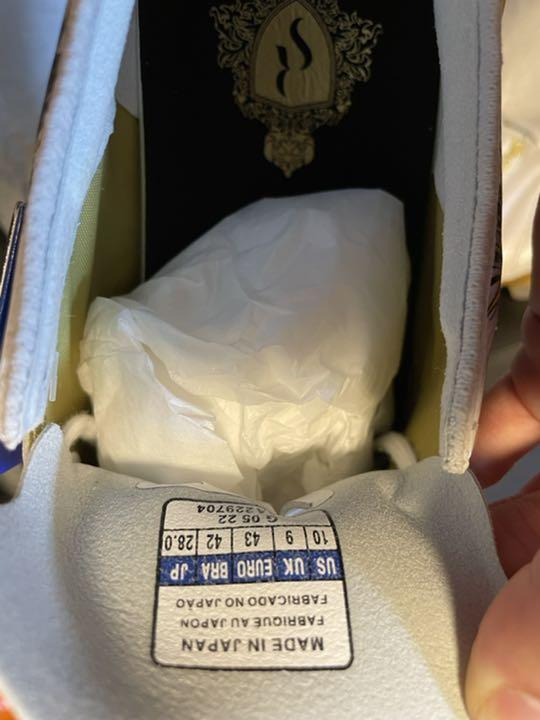 MADE IN JAPAN
FABRIQUE AU JAPON
FABRICADO NO JAPÃO
US UK EURO BRA JP
10 9 43 42 28.0
G 05 22
A229704